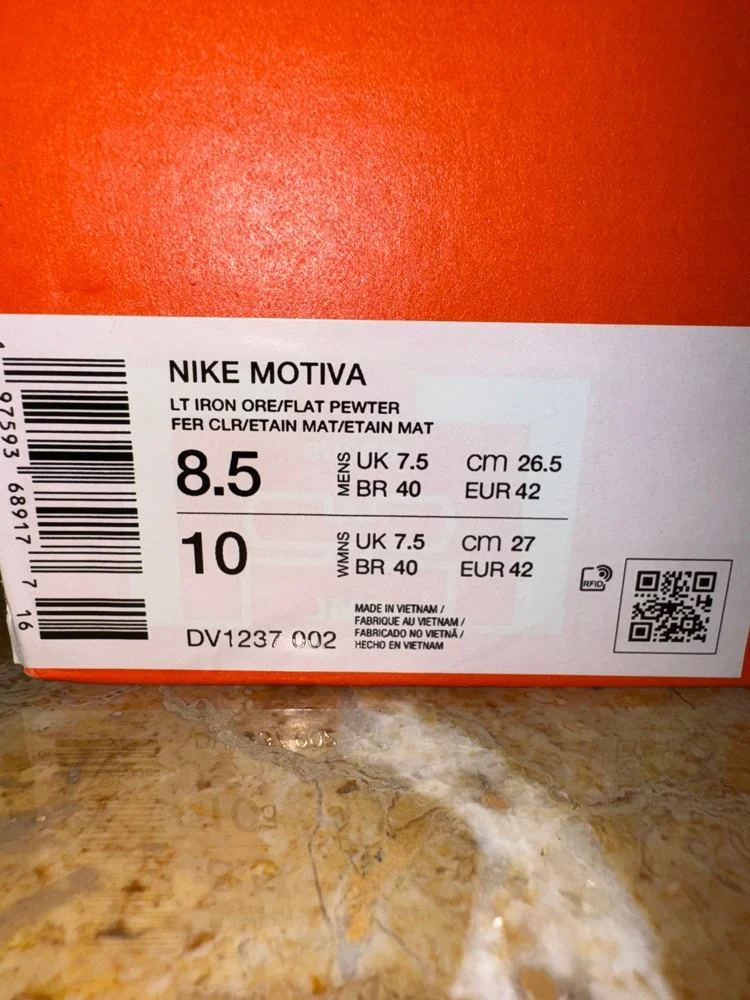 NIKE MOTIVA
LT IRON ORE/FLAT PEWTER
FER CLR/ETAIN MAT/ETAIN MAT
8.5 MENS UK 7.5 cm 26.5
BR 40 EUR 42
10 WMNS UK 7.5 cm 27
BR 40 EUR 42
RFID
DV1237 002
MADE IN VIETNAM /
FABRIQUE AU VIETNAM /
FABRICADO NO VIETNÃ /
HECHO EN VIETNAM
97593 68917 7 16